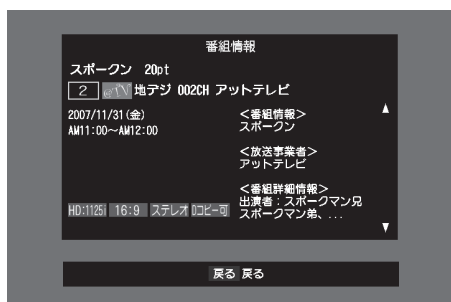 番組情報
スポークン 20pt
2 地デジ 002CH アットテレビ
2007/11/31(金)
AM11:00～AM12:00
<番組情報>
スポークン
<放送事業者>
アットテレビ
<番組詳細情報>
出演者：スポークマン兄
スポークマン弟、...
HD:1125 16:9 ステレオ Dコピー可
戻る 戻る